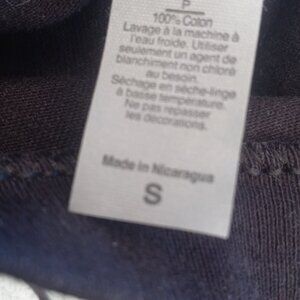 P
100% Coton
Lavage à la machine à
l'eau froide. Utiliser
seulement un agent de
blanchiment non chloré
au besoin.
Séchage en sèche-linge
à basse température.
Ne pas repasser
les décorations.
Made in Nicaragua
S